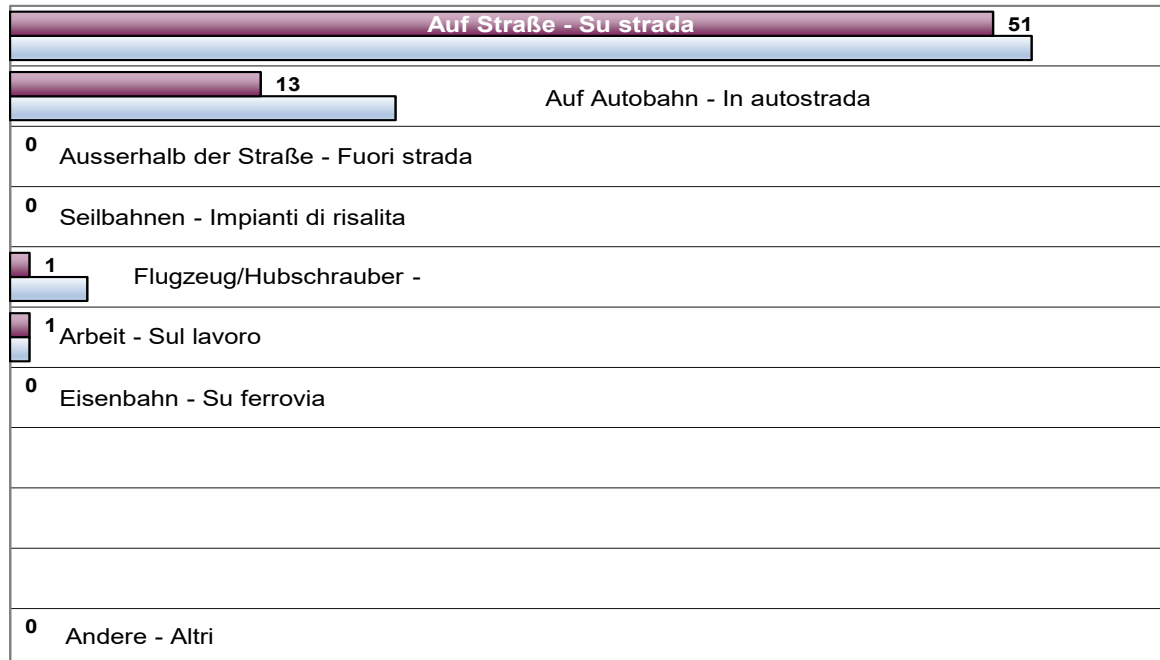 Auf Straße - Su strada 51
13 Auf Autobahn - In autostrada
0 Ausserhalb der Straße - Fuori strada
0 Seilbahnen - Impianti di risalita
1 Flugzeug/Hubschrauber -
1 Arbeit - Sul lavoro
0 Eisenbahn - Su ferrovia
0 Andere - Altri